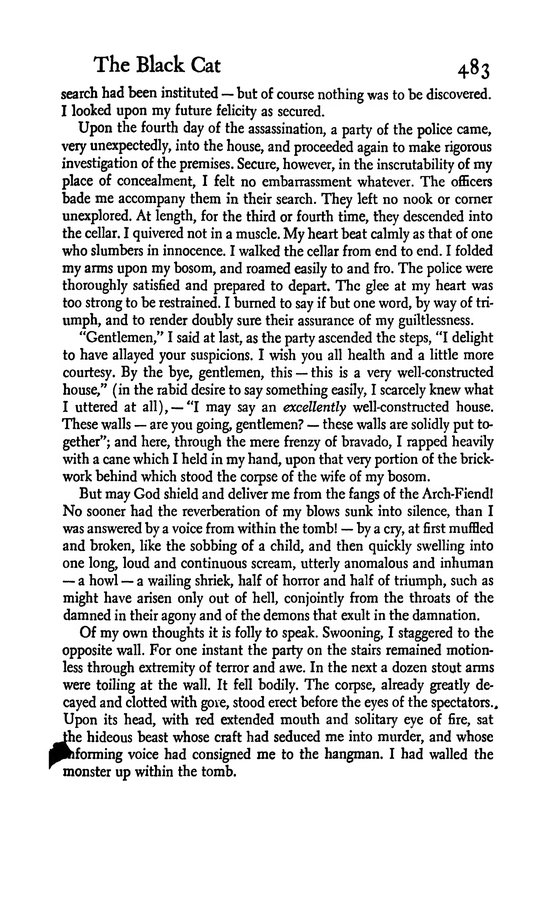 The Black Cat 483
search had been instituted — but of course nothing was to be discovered.
I looked upon my future felicity as secured.
Upon the fourth day of the assassination, a party of the police came,
very unexpectedly, into the house, and proceeded again to make rigorous
investigation of the premises. Secure, however, in the inscrutability of my
place of concealment, I felt no embarrassment whatever. The officers
bade me accompany them in their search. They left no nook or corner
unexplored. At length, for the third or fourth time, they descended into
the cellar. I quivered not in a muscle. My heart beat calmly as that of one
who slumbers in innocence. I walked the cellar from end to end. I folded
my arms upon my bosom, and roamed easily to and fro. The police were
thoroughly satisfied and prepared to depart. The glee at my heart was
too strong to be restrained. I burned to say if but one word, by way of tri-
umph, and to render doubly sure their assurance of my guiltlessness.
"Gentlemen," I said at last, as the party ascended the steps, "I delight
to have allayed your suspicions. I wish you all health and a little more
courtesy. By the bye, gentlemen, this — this is a very well-constructed
house," (in the rabid desire to say something easily, I scarcely knew what
I uttered at all), — "I may say an excellently well-constructed house.
These walls — are you going, gentlemen? — these walls are solidly put to-
gether"; and here, through the mere frenzy of bravado, I rapped heavily
with a cane which I held in my hand, upon that very portion of the brick-
work behind which stood the corpse of the wife of my bosom.
But may God shield and deliver me from the fangs of the Arch-Fiend!
No sooner had the reverberation of my blows sunk into silence, than I
was answered by a voice from within the tomb! — by a cry, at first muffled
and broken, like the sobbing of a child, and then quickly swelling into
one long, loud and continuous scream, utterly anomalous and inhuman
— a howl — a wailing shriek, half of horror and half of triumph, such as
might have arisen only out of hell, conjointly from the throats of the
damned in their agony and of the demons that exult in the damnation.
Of my own thoughts it is folly to speak. Swooning, I staggered to the
opposite wall. For one instant the party on the stairs remained motion-
less through extremity of terror and awe. In the next a dozen stout arms
were toiling at the wall. It fell bodily. The corpse, already greatly de-
cayed and clotted with gore, stood erect before the eyes of the spectators.
Upon its head, with red extended mouth and solitary eye of fire, sat
the hideous beast whose craft had seduced me into murder, and whose
informing voice had consigned me to the hangman. I had walled the
monster up within the tomb.